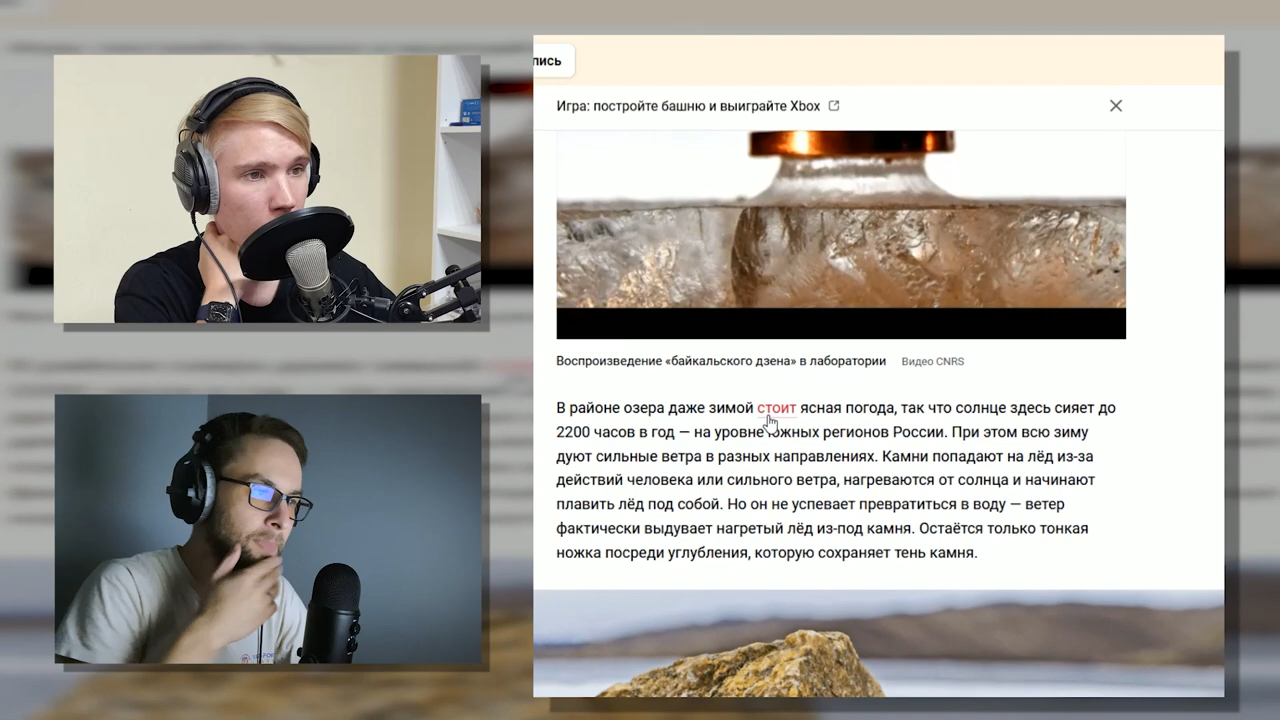 пись
Игра: постройте башню и выиграйте Xbox
Воспроизведение «байкальского дзена» в лаборатории Видео CNRS
В районе озера даже зимой стоит ясная погода, так что солнце здесь сияет до
2200 часов в год — на уровне южных регионов России. При этом всю зиму
дуют сильные ветра в разных направлениях. Камни попадают на лёд из-за
действий человека или сильного ветра, нагреваются от солнца и начинают
плавить лёд под собой. Но он не успевает превратиться в воду — ветер
фактически выдувает нагретый лёд из-под камня. Остаётся только тонкая
ножка посреди углубления, которую сохраняет тень камня.